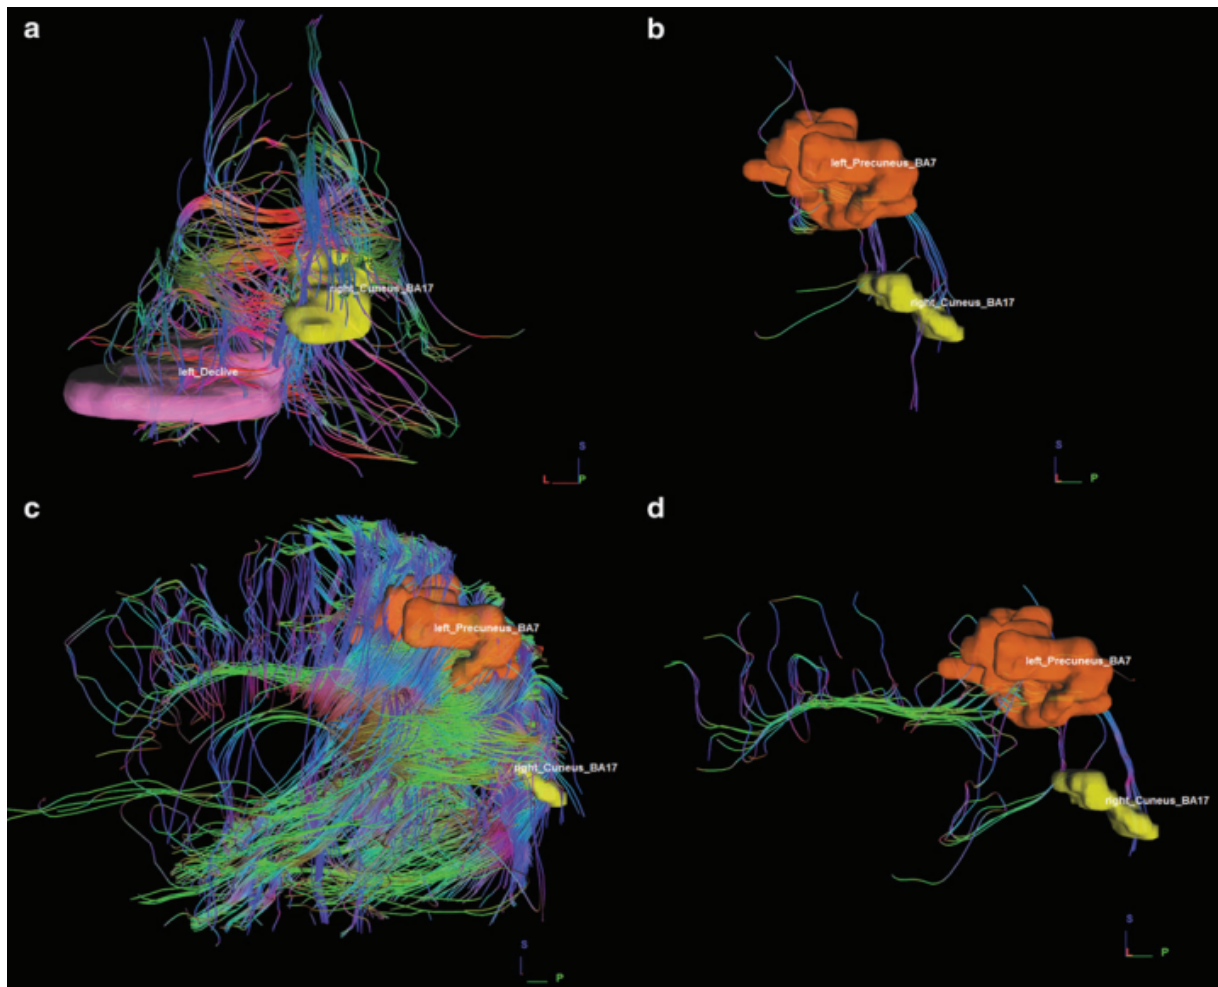 a
b
left_Precuneus_BA7
right_Cuneus_BA17
right_Cuneus_BA17
left_Declive
S
L P
S
L P
c
d
left_Precuneus_BA7
left_Precuneus_BA7
right_Cuneus_BA17
right_Cuneus_BA17
S
P
S
L P